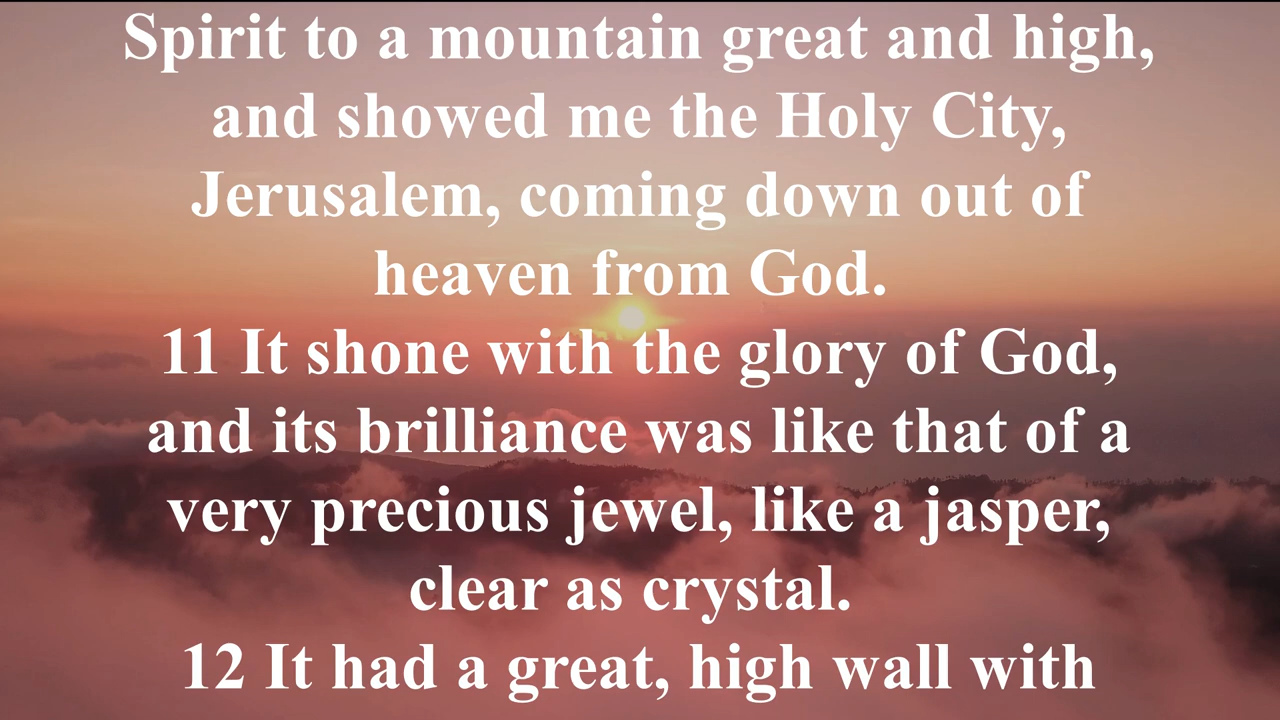 Spirit to a mountain great and high,
and showed me the Holy City,
Jerusalem, coming down out of
heaven from God.
11 It shone with the glory of God,
and its brilliance was like that of a
very precious jewel, like a jasper,
clear as crystal.
12 It had a great, high wall with